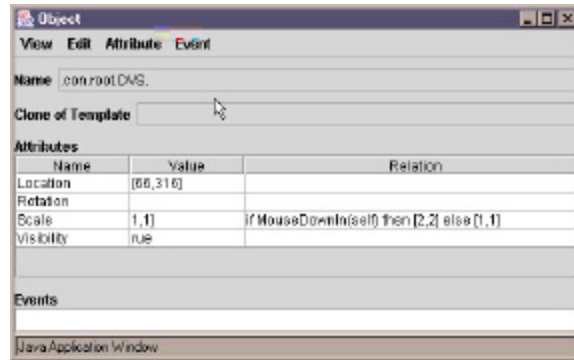 Object
View Edit Attribute Event
Name .con.root.DVG.
Clone of Template
Attributes
Name Value Relation
Location [66,316]
Rotation
Scale 1,1] if MouseDownIn(self) then [2,2] else [1,1]
Visibility rue
Events
Java Application Window